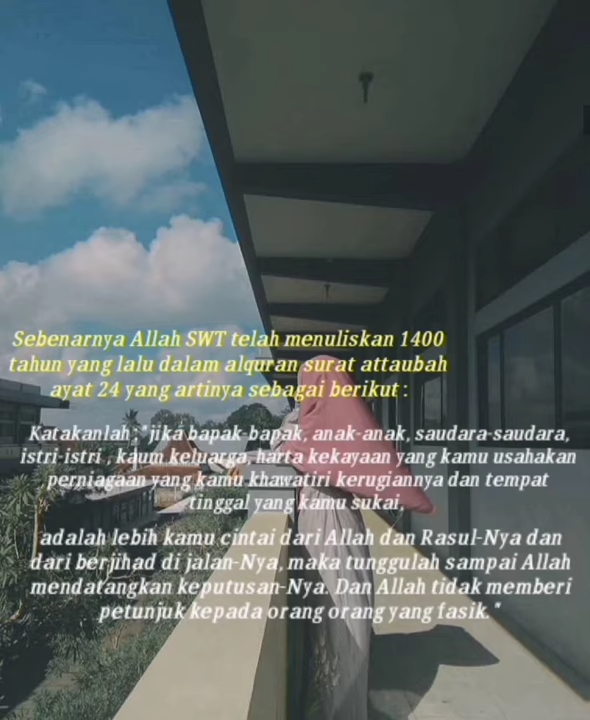 Sebenarnya Allah SWT telah menuliskan 1400
tahun yang lalu dalam alquran surat attaubah
ayat 24 yang artinya sebagai berikut :
Katakanlah :"jika bapak-bapak, anak-anak, saudara-saudara,
istri-istri , kaum keluarga, harta kekayaan yang kamu usahakan
perniagaan yang kamu khawatiri kerugiannya dan tempat
tinggal yang kamu sukai,
adalah lebih kamu cintai dari Allah dan Rasul-Nya dan
dari berjihad di jalan-Nya, maka tunggulah sampai Allah
mendatangkan keputusan-Nya. Dan Allah tidak memberi
petunjuk kepada orang orang yang fasik."